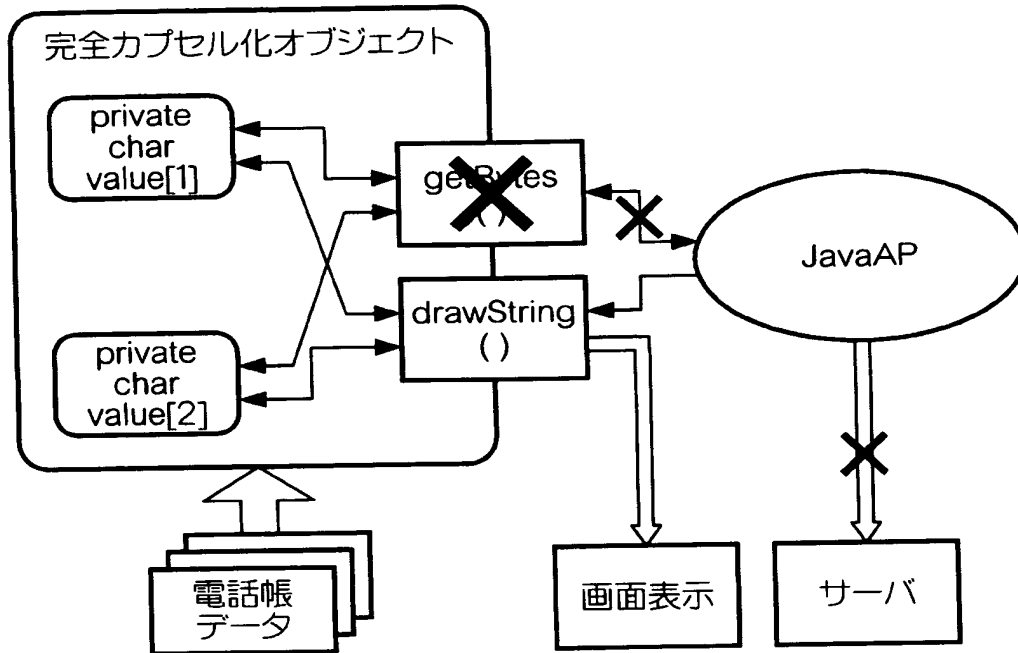 完全カプセル化オブジェクト
private
char
value[1]
getBytes
( )
JavaAP
drawString
( )
private
char
value[2]
電話帳
データ
画面表示
サーバ